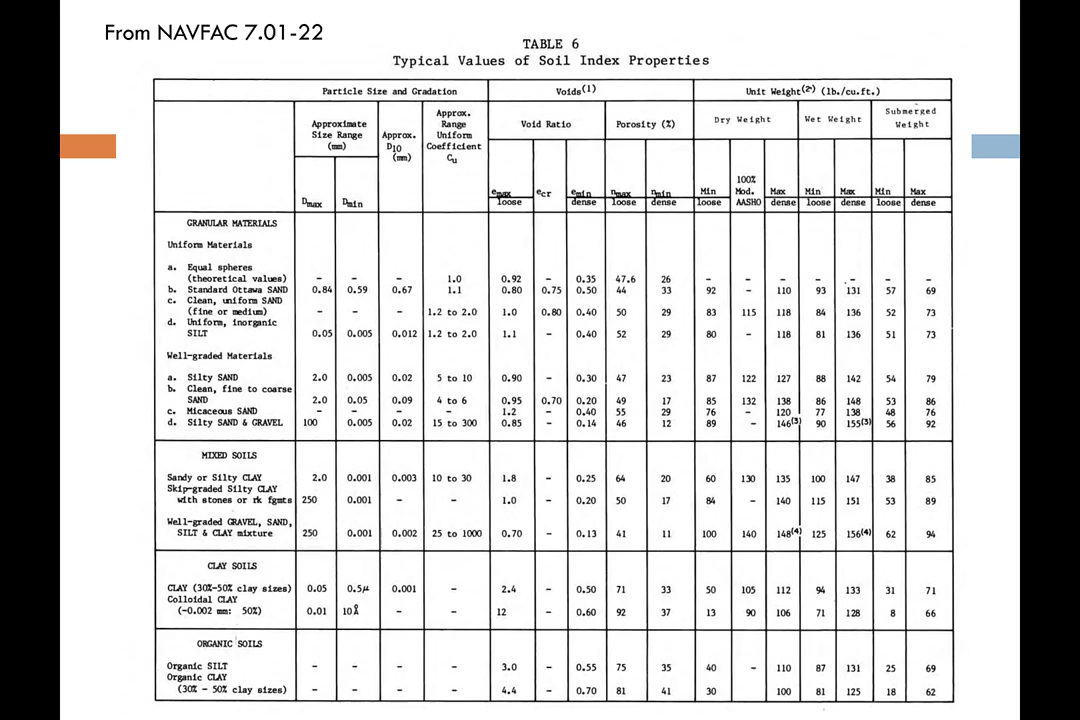 From NAVFAC 7.01-22
TABLE 6
Typical Values of Soil Index Properties
Particle Size and Gradation Voids(1) Unit Weight(2) (lb./cu.ft.)
Approximate Size Range (mm) Approx. D10 (mm) Approx. Range Uniform Coefficient Cu Void Ratio Porosity (%) Dry Weight Wet Weight Submerged Weight
Dmax Dmin emax loose ecr emin dense nmax loose nmin dense Min loose 100% Mod. AASHO Max dense Min loose Max dense Min loose Max dense
GRANULAR MATERIALS
Uniform Materials
a. Equal spheres
(theoretical values) - - - 1.0 0.92 - 0.35 47.6 26 - - - - - - -
b. Standard Ottawa SAND 0.84 0.59 0.67 1.1 0.80 0.75 0.50 44 33 92 - 110 93 131 57 69
c. Clean, uniform SAND
(fine or medium) - - - 1.2 to 2.0 1.0 0.80 0.40 50 29 83 115 118 84 136 52 73
d. Uniform, inorganic
SILT 0.05 0.005 0.012 1.2 to 2.0 1.1 - 0.40 52 29 80 - 118 81 136 51 73
Well-graded Materials
a. Silty SAND 2.0 0.005 0.02 5 to 10 0.90 - 0.30 47 23 87 122 127 88 142 54 79
b. Clean, fine to coarse
SAND 2.0 0.05 0.09 4 to 6 0.95 0.70 0.20 49 17 85 132 138 86 148 53 86
c. Micaceous SAND - - - - 1.2 - 0.40 55 29 76 - 120 77 138 48 76
d. Silty SAND & GRAVEL 100 0.005 0.02 15 to 300 0.85 - 0.14 46 12 89 - 146(3) 90 155(3) 56 92
MIXED SOILS
Sandy or Silty CLAY 2.0 0.001 0.003 10 to 30 1.8 - 0.25 64 20 60 130 135 100 147 38 85
Skip-graded Silty CLAY
with stones or rk fgmts 250 0.001 - - 1.0 - 0.20 50 17 84 - 140 115 151 53 89
Well-graded GRAVEL, SAND,
SILT & CLAY mixture 250 0.001 0.002 25 to 1000 0.70 - 0.13 41 11 100 140 148(4) 125 156(4) 62 94
CLAY SOILS
CLAY (30%-50% clay sizes) 0.05 0.5μ 0.001 - 2.4 - 0.50 71 33 50 105 112 94 133 31 71
Colloidal CLAY
(-0.002 mm: 50%) 0.01 10Å - - 12 - 0.60 92 37 13 90 106 71 128 8 66
ORGANIC SOILS
Organic SILT - - - - 3.0 - 0.55 75 35 40 - 110 87 131 25 69
Organic CLAY
(30% - 50% clay sizes) - - - - 4.4 - 0.70 81 41 30 100 81 125 18 62